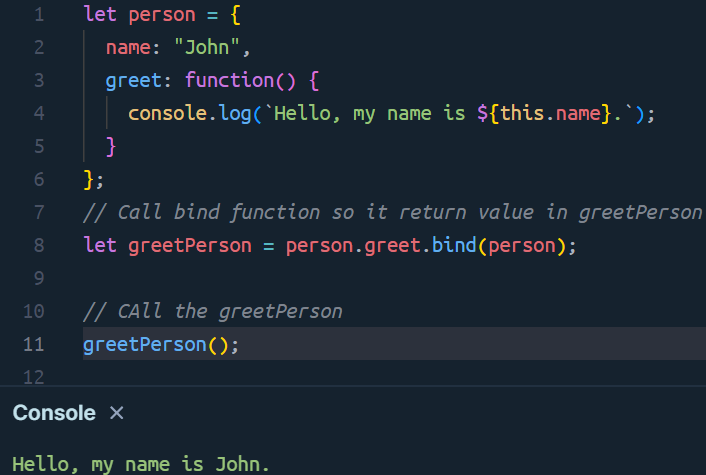 1 let person = {
2 name: "John",
3 greet: function() {
4 console.log(`Hello, my name is ${this.name}.`);
5 }
6 };
7 // Call bind function so it return value in greetPerson
8 let greetPerson = person.greet.bind(person);
9
10 // CAll the greetPerson
11 greetPerson();
12
Console ×
Hello, my name is John.